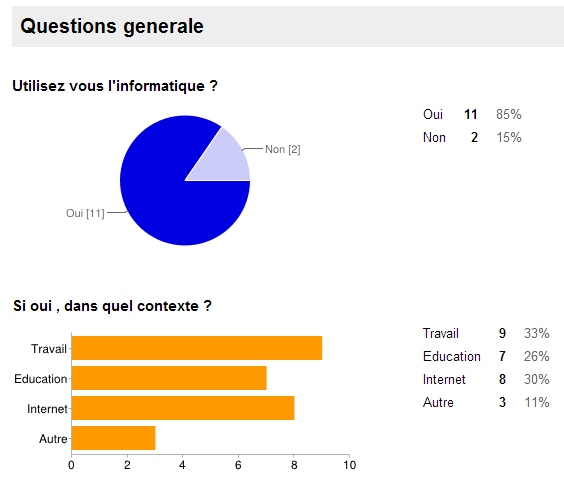 Questions generale
Utilisez vous l'informatique ?
Oui 11 85%
Non 2 15%
Non [2]
Oui [11]
Si oui , dans quel contexte ?
Travail
Education
Internet
Autre
0 2 4 6 8 10
Travail 9 33%
Education 7 26%
Internet 8 30%
Autre 3 11%